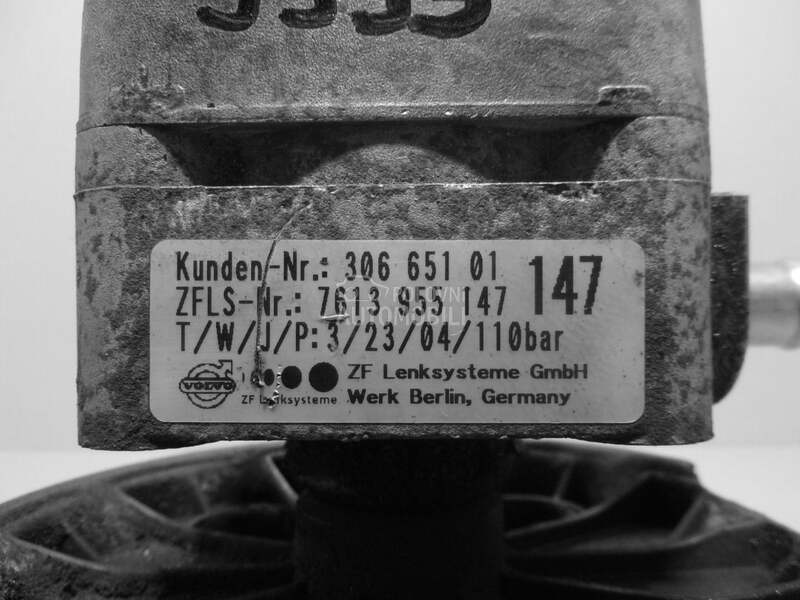 Kunden-Nr.: 306 651 01
147
ZFLS-Nr.: 7613 955 147
T/W/J/P: 3/23/04/110bar
VOLVO
ZF Lenksysteme
ZF Lenksysteme GmbH
Werk Berlin, Germany